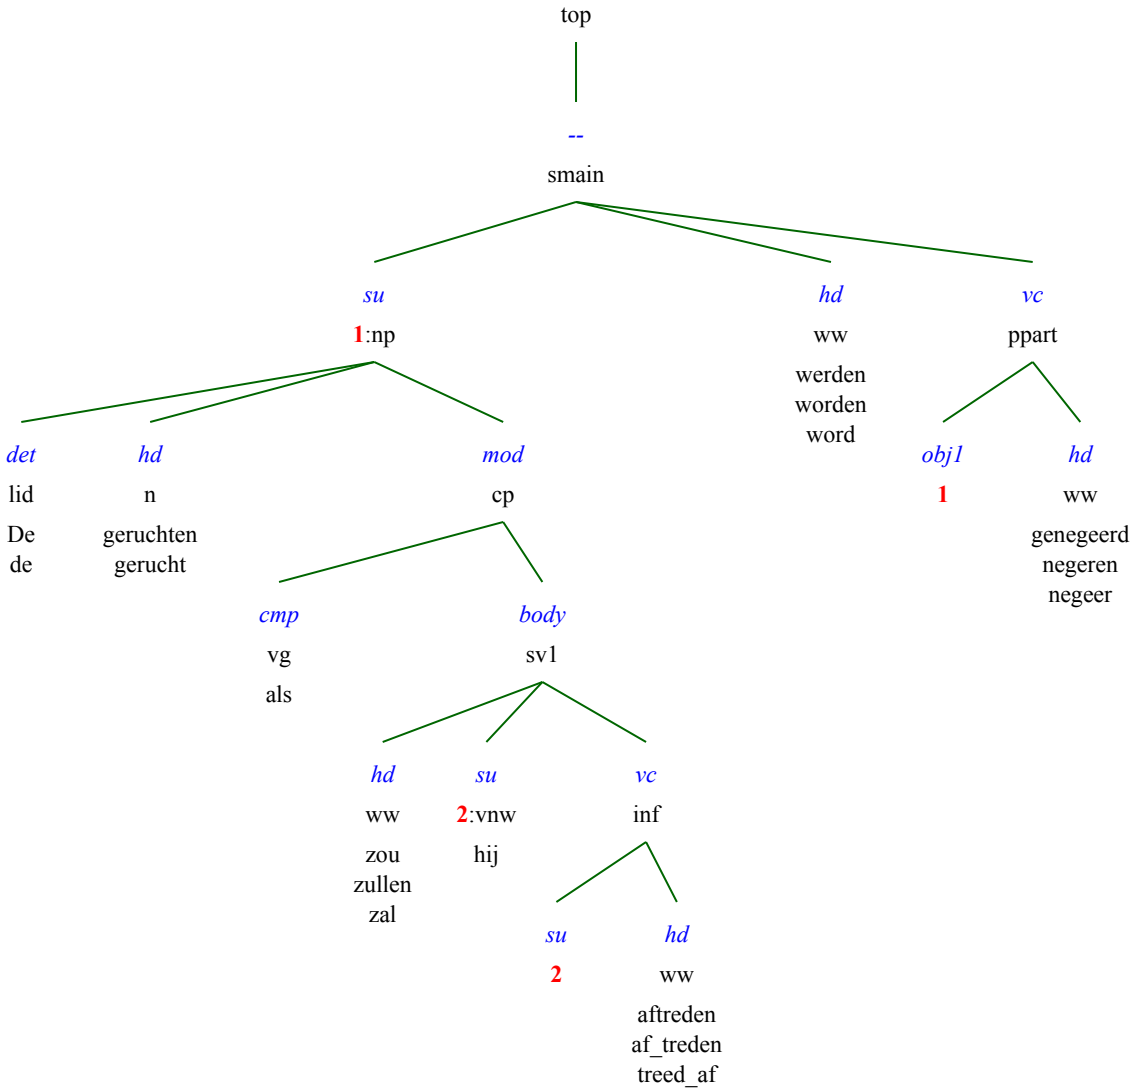 top
--
smain
su hd vc
1:np ww ppart
werden
worden
word
det hd mod obj1 hd
lid n cp 1 ww
De geruchten genegeerd
de gerucht negeren
negeer
cmp body
vg sv1
als
hd su vc
ww 2:vnw inf
zou hij
zullen
zal
su hd
2 ww
aftreden
af_treden
treed_af